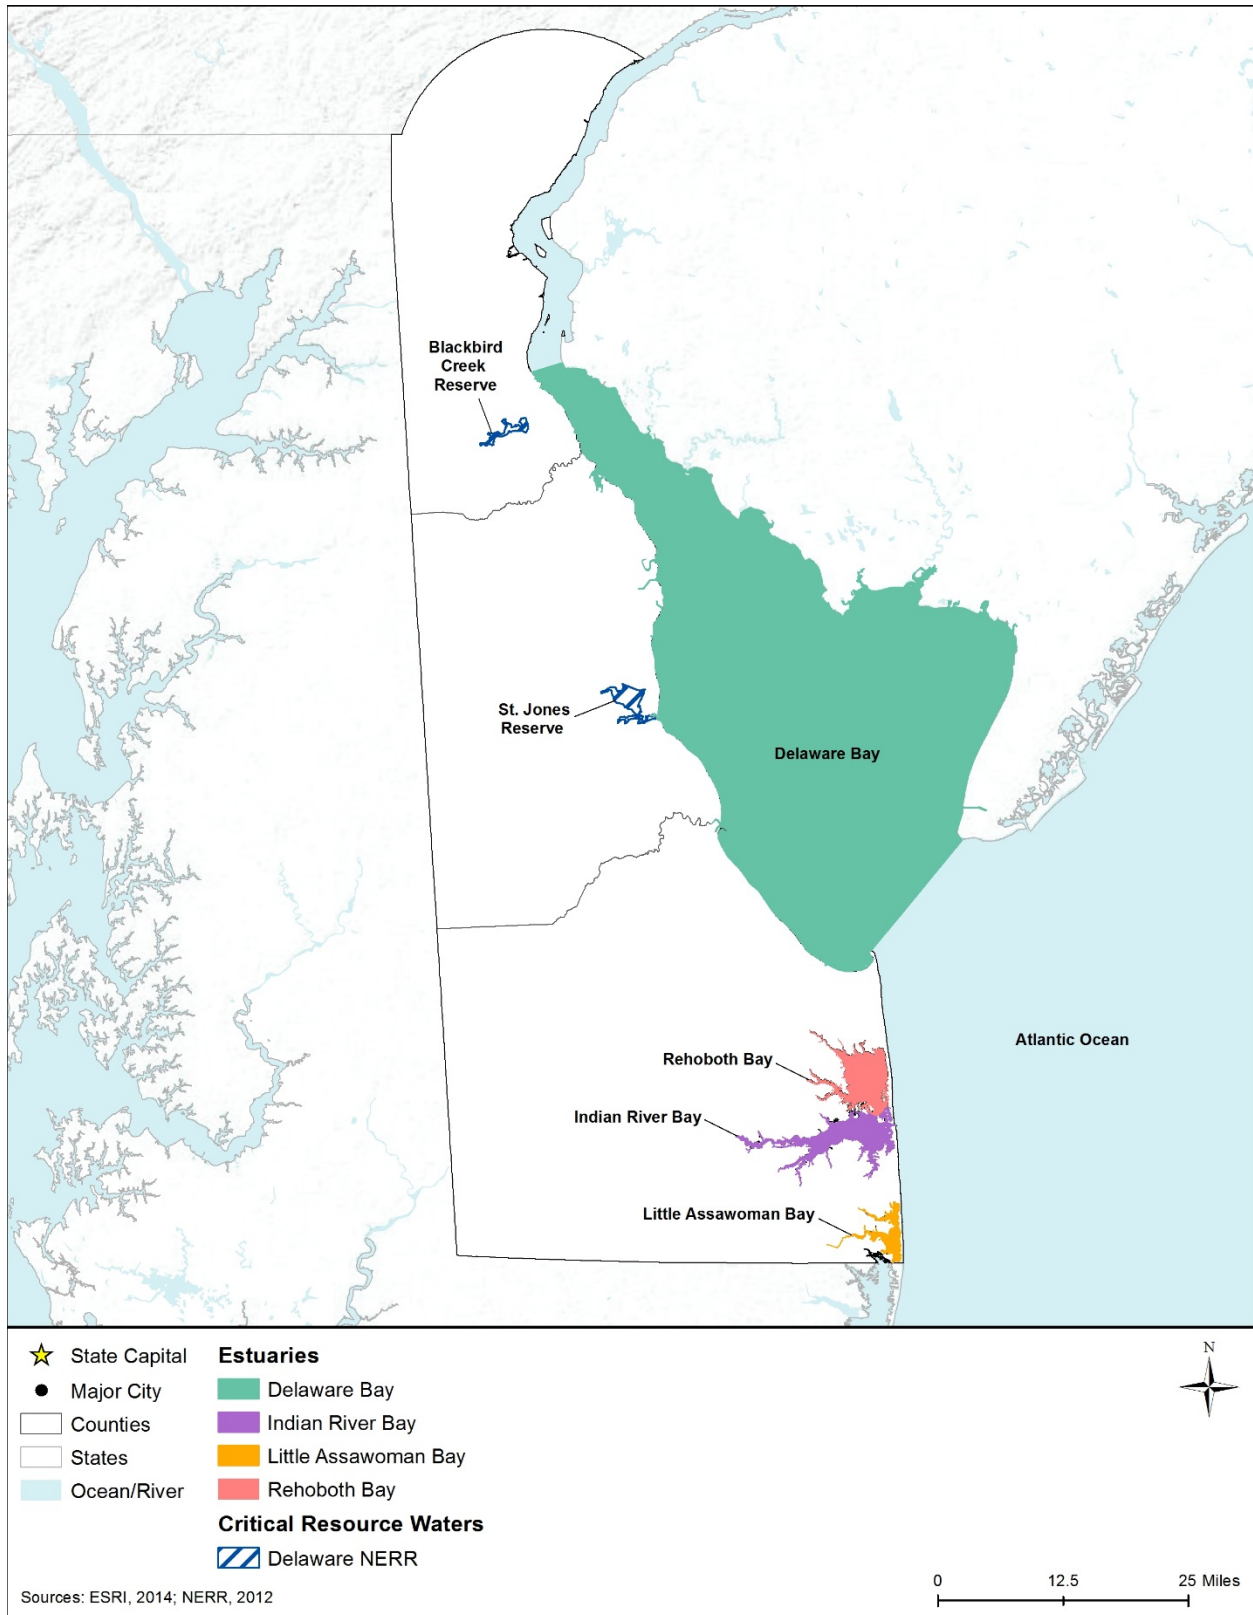 Blackbird
Creek
Reserve
St. Jones
Reserve
Delaware Bay
Atlantic Ocean
Rehoboth Bay
Indian River Bay
Little Assawoman Bay
State Capital
Major City
Counties
States
Ocean/River
Estuaries
Delaware Bay
Indian River Bay
Little Assawoman Bay
Rehoboth Bay
Critical Resource Waters
Delaware NERR
N
Sources: ESRI, 2014; NERR, 2012
0 12.5 25 Miles